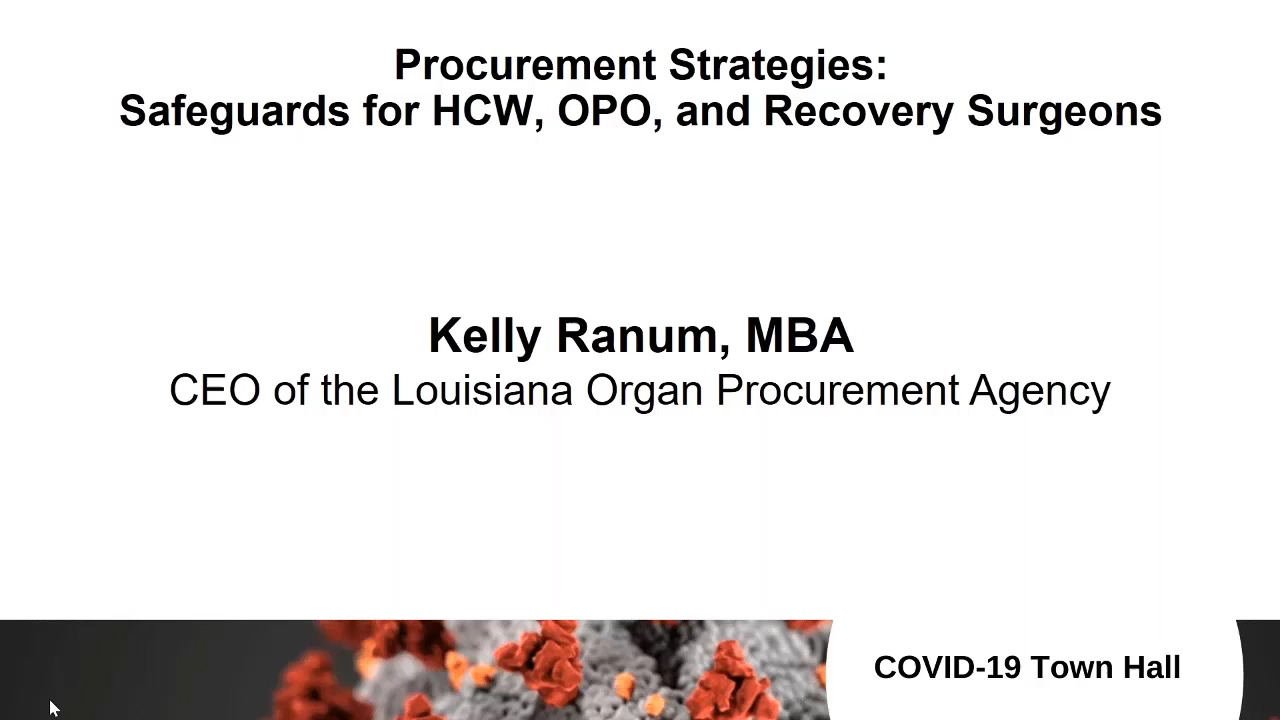 Procurement Strategies:
Safeguards for HCW, OPO, and Recovery Surgeons
Kelly Ranum, MBA
CEO of the Louisiana Organ Procurement Agency
COVID-19 Town Hall